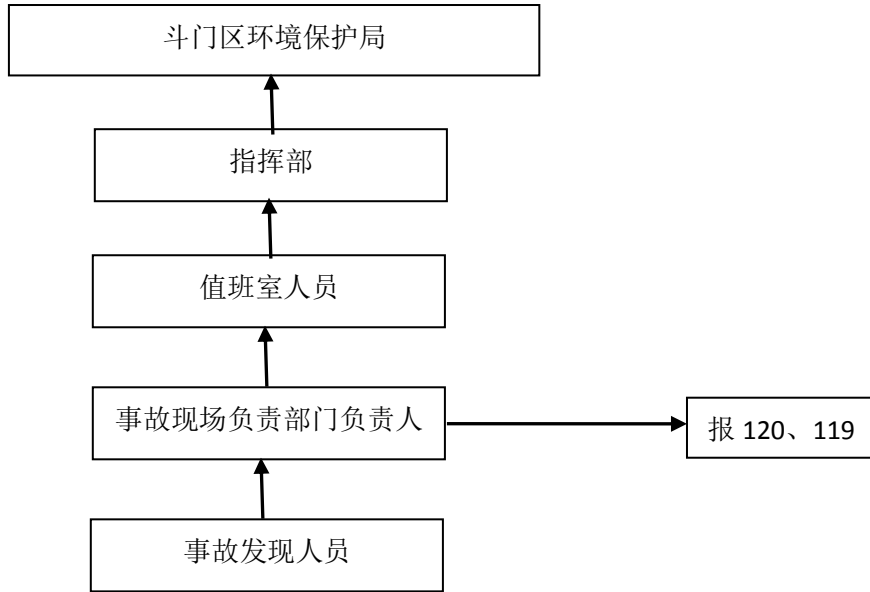 斗门区环境保护局
指挥部
值班室人员
事故现场负责部门负责人
报 120、119
事故发现人员